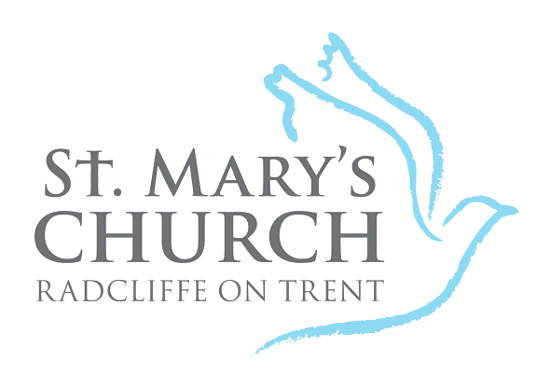 St. Mary's
CHURCH
RADCLIFFE ON TRENT